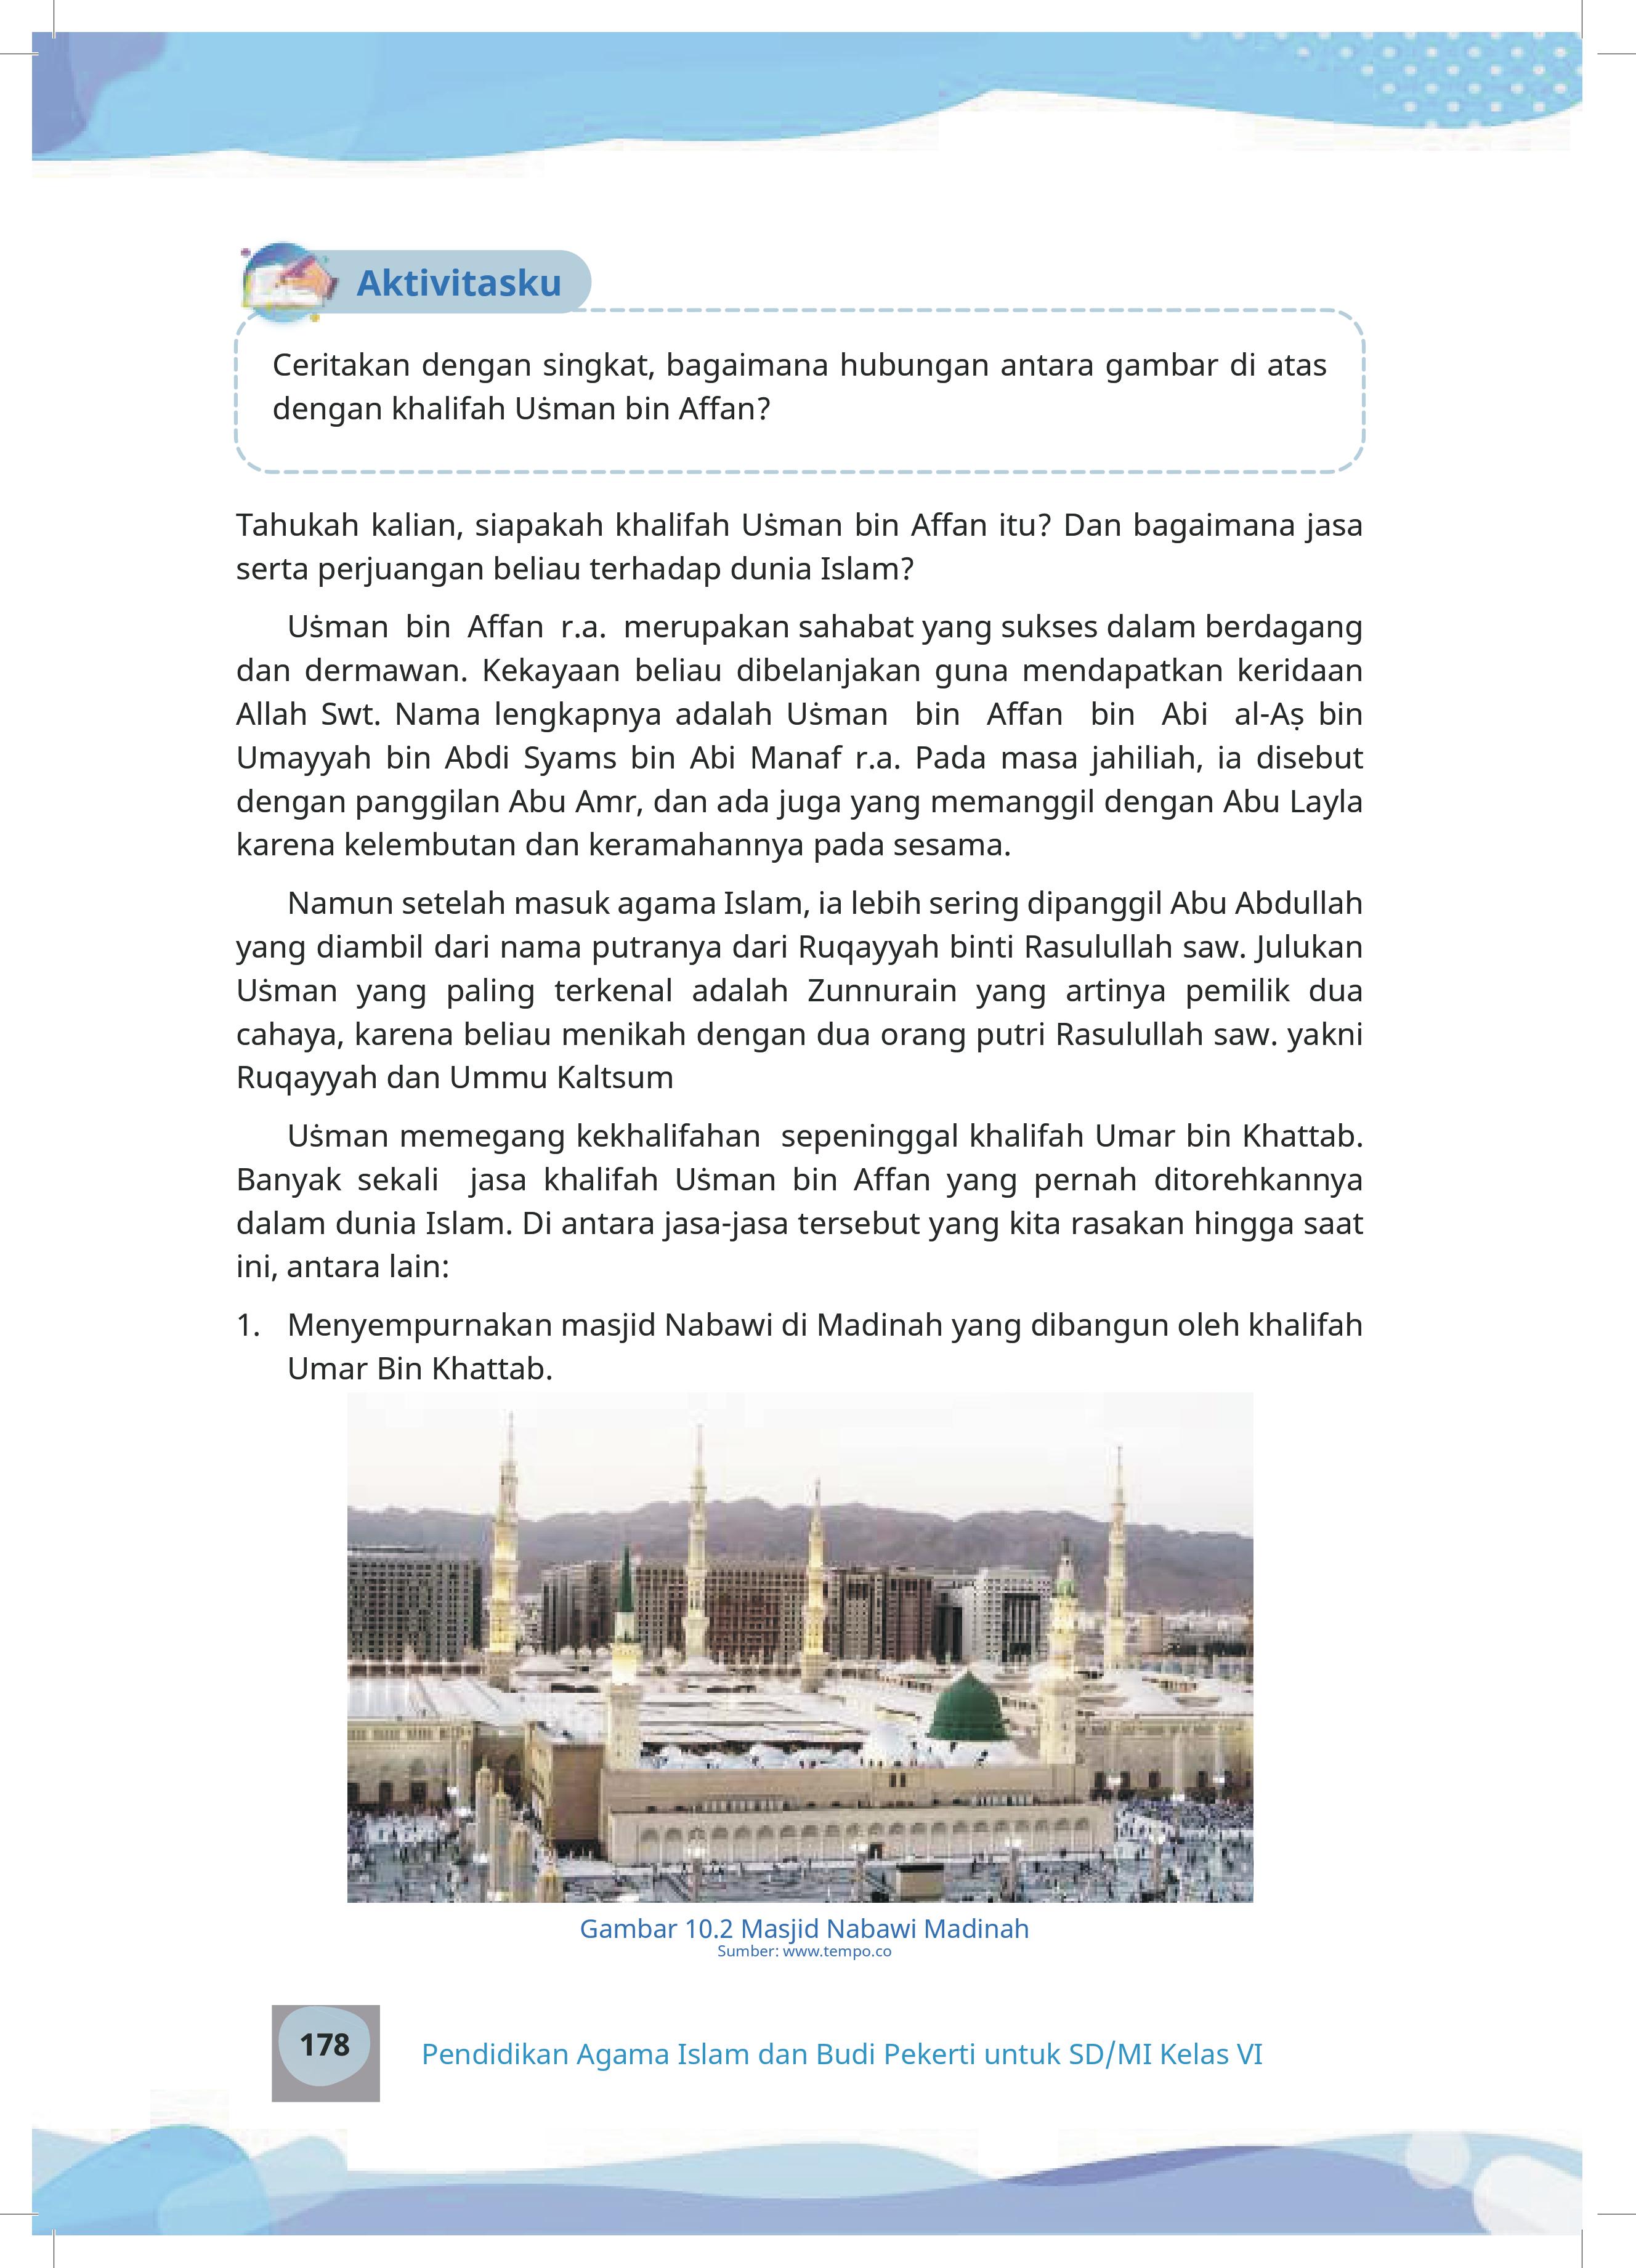 Aktivitasku
Ceritakan dengan singkat, bagaimana hubungan antara gambar di atas
dengan khalifah Uṡman bin Affan?
Tahukah kalian, siapakah khalifah Uṡman bin Affan itu? Dan bagaimana jasa
serta perjuangan beliau terhadap dunia Islam?
Uṡman bin Affan r.a. merupakan sahabat yang sukses dalam berdagang
dan dermawan. Kekayaan beliau dibelanjakan guna mendapatkan keridaan
Allah Swt. Nama lengkapnya adalah Uṡman bin Affan bin Abi al-Aṣ bin
Umayyah bin Abdi Syams bin Abi Manaf r.a. Pada masa jahiliah, ia disebut
dengan panggilan Abu Amr, dan ada juga yang memanggil dengan Abu Layla
karena kelembutan dan keramahannya pada sesama.
Namun setelah masuk agama Islam, ia lebih sering dipanggil Abu Abdullah
yang diambil dari nama putranya dari Ruqayyah binti Rasulullah saw. Julukan
Uṡman yang paling terkenal adalah Zunnurain yang artinya pemilik dua
cahaya, karena beliau menikah dengan dua orang putri Rasulullah saw. yakni
Ruqayyah dan Ummu Kaltsum
Uṡman memegang kekhalifahan sepeninggal khalifah Umar bin Khattab.
Banyak sekali jasa khalifah Uṡman bin Affan yang pernah ditorehkannya
dalam dunia Islam. Di antara jasa-jasa tersebut yang kita rasakan hingga saat
ini, antara lain:
1. Menyempurnakan masjid Nabawi di Madinah yang dibangun oleh khalifah
Umar Bin Khattab.
Gambar 10.2 Masjid Nabawi Madinah
Sumber: www.tempo.co
178
Pendidikan Agama Islam dan Budi Pekerti untuk SD/MI Kelas VI